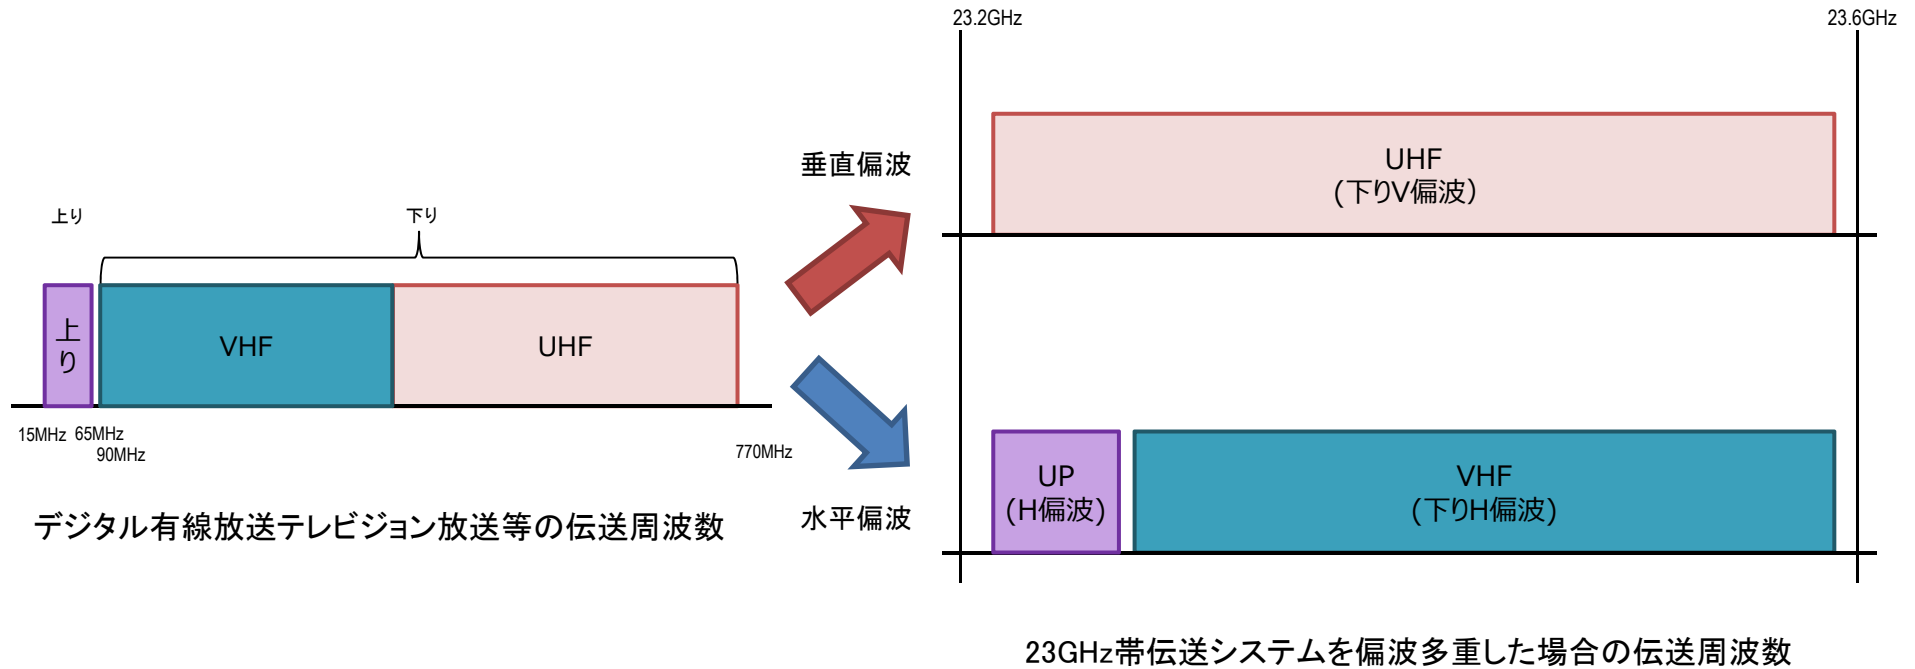 上り
下り
上
り
VHF
UHF
15MHz
65MHz
90MHz
770MHz
デジタル有線放送テレビジョン放送等の伝送周波数
垂直偏波
水平偏波
23.2GHz
23.6GHz
UHF
(下りV偏波)
UP
(H偏波)
VHF
(下りH偏波)
23GHz帯伝送システムを偏波多重した場合の伝送周波数